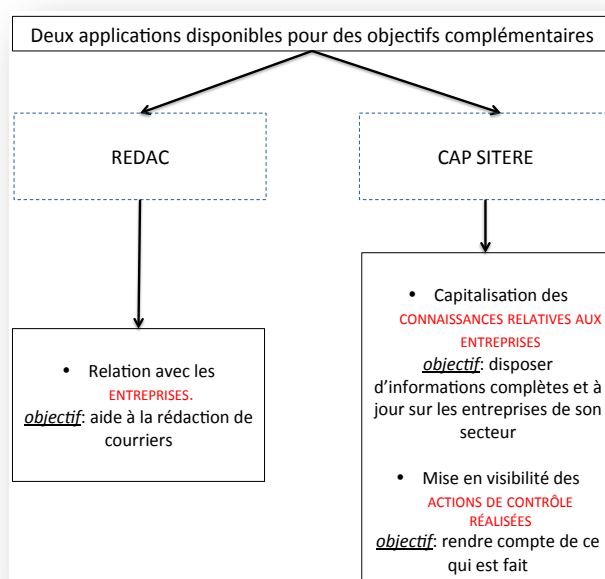 Deux applications disponibles pour des objectifs complémentaires
REDAC
CAP SITERE
• Relation avec les
ENTREPRISES.
objectif: aide à la rédaction de
courriers
• Capitalisation des
CONNAISSANCES RELATIVES AUX
ENTREPRISES
objectif: disposer
d'informations complètes et à
jour sur les entreprises de son
secteur
• Mise en visibilité des
ACTIONS DE CONTRÔLE
RÉALISÉES
objectif: rendre compte de ce
qui est fait